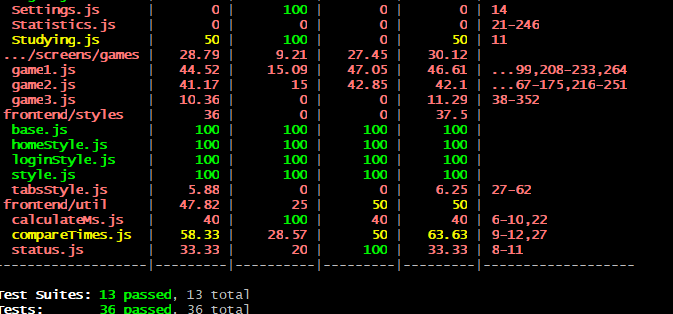 Settings.js | 0 | 100 | 0 | 0 | 14
Statistics.js | 0 | 0 | 0 | 0 | 21-246
Studying.js | 50 | 100 | 0 | 50 | 11
.../screens/games | 28.79 | 9.21 | 27.45 | 30.12 |
game1.js | 44.52 | 15.09 | 47.05 | 46.61 | ...99,208-233,264
game2.js | 41.17 | 15 | 42.85 | 42.1 | ...67-175,216-251
game3.js | 10.36 | 0 | 0 | 11.29 | 38-352
frontend/styles | 36 | 0 | 0 | 37.5 |
base.js | 100 | 100 | 100 | 100 |
homeStyle.js | 100 | 100 | 100 | 100 |
loginStyle.js | 100 | 100 | 100 | 100 |
style.js | 100 | 100 | 100 | 100 |
tabsStyle.js | 5.88 | 0 | 0 | 6.25 | 27-62
frontend/util | 47.82 | 25 | 50 | 50 |
calculateMs.js | 40 | 100 | 40 | 40 | 6-10,22
compareTimes.js | 58.33 | 28.57 | 50 | 63.63 | 9-12,27
status.js | 33.33 | 20 | 100 | 33.33 | 8-11
-------------------|---------|----------|---------|---------|-------------------
Test Suites: 13 passed, 13 total
Tests: 36 passed, 36 total